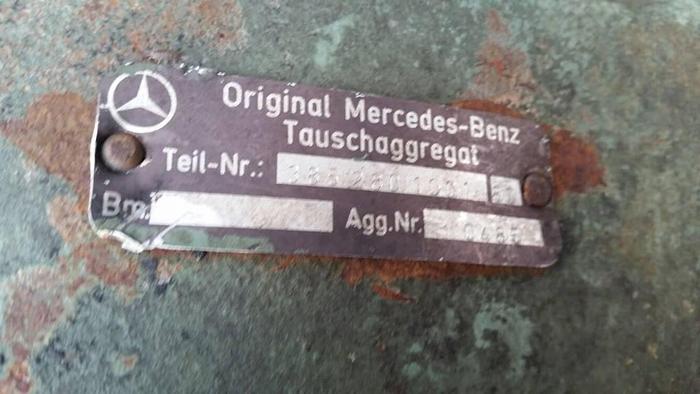 Original Mercedes-Benz
Tauschaggregat
Teil-Nr.:
Bm.
Agg.Nr.